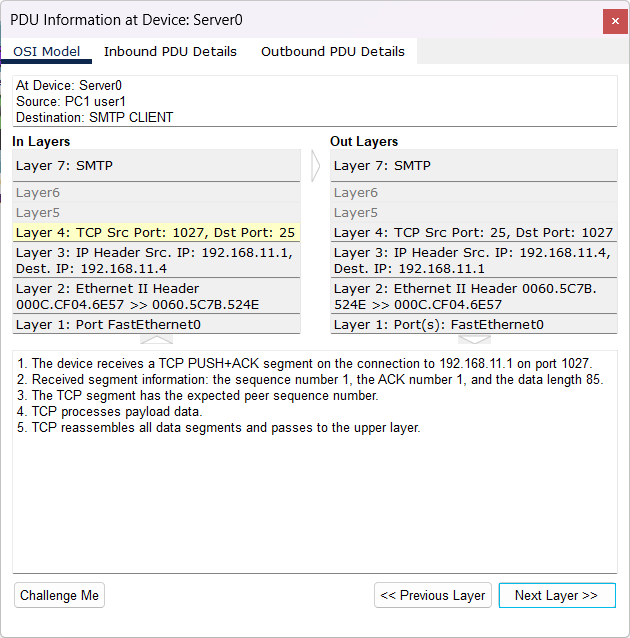 PDU Information at Device: Server0
OSI Model Inbound PDU Details Outbound PDU Details
At Device: Server0
Source: PC1 user1
Destination: SMTP CLIENT
In Layers
Layer 7: SMTP
Layer6
Layer5
Layer 4: TCP Src Port: 1027, Dst Port: 25
Layer 3: IP Header Src. IP: 192.168.11.1,
Dest. IP: 192.168.11.4
Layer 2: Ethernet II Header
000C.CF04.6E57 >> 0060.5C7B.524E
Layer 1: Port FastEthernet0
Out Layers
Layer 7: SMTP
Layer6
Layer5
Layer 4: TCP Src Port: 25, Dst Port: 1027
Layer 3: IP Header Src. IP: 192.168.11.4,
Dest. IP: 192.168.11.1
Layer 2: Ethernet II Header 0060.5C7B.
524E >> 000C.CF04.6E57
Layer 1: Port(s): FastEthernet0
1. The device receives a TCP PUSH+ACK segment on the connection to 192.168.11.1 on port 1027.
2. Received segment information: the sequence number 1, the ACK number 1, and the data length 85.
3. The TCP segment has the expected peer sequence number.
4. TCP processes payload data.
5. TCP reassembles all data segments and passes to the upper layer.
Challenge Me << Previous Layer Next Layer >>